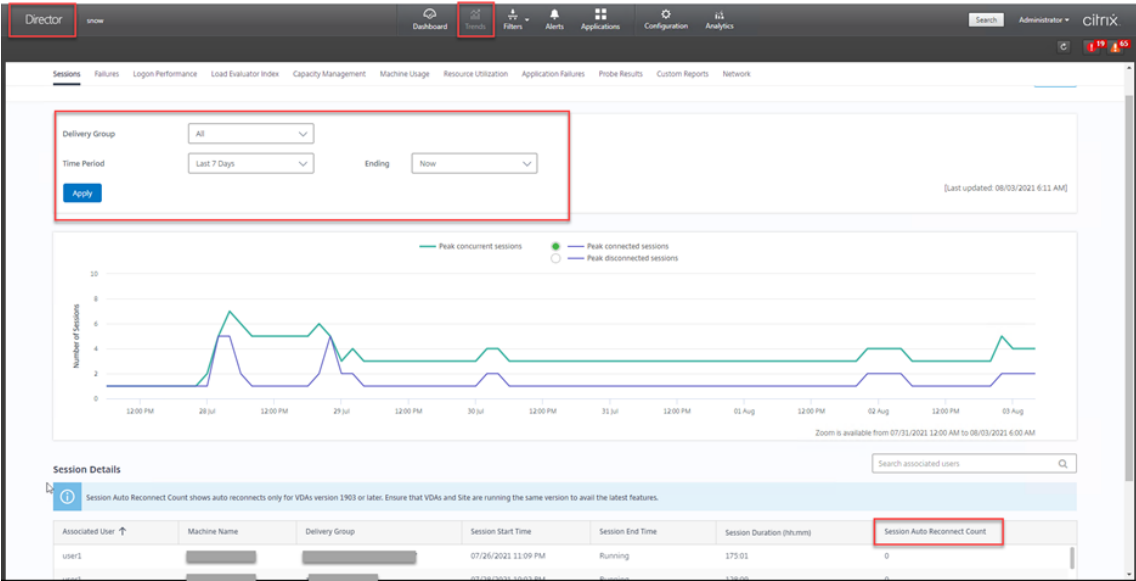 Director snow Dashboard Trends Filters Alerts Applications Configuration Analytics Search Administrator citrix
19 65
Sessions Failures Logon Performance Load Evaluator Index Capacity Management Machine Usage Resource Utilization Application Failures Probe Results Custom Reports Network
Delivery Group All
Time Period Last 7 Days Ending Now
Apply [Last updated: 08/03/2021 6:11 AM]
Peak concurrent sessions Peak connected sessions
Peak disconnected sessions
Number of Sessions
10
8
6
4
2
0
12:00 PM 28 Jul 12:00 PM 29 Jul 12:00 PM 30 Jul 12:00 PM 31 Jul 12:00 PM 01 Aug 12:00 PM 02 Aug 12:00 PM 03 Aug
Zoom is available from 07/31/2021 12:00 AM to 08/03/2021 6:00 AM
Session Details Search associated users
Session Auto Reconnect Count shows auto reconnects only for VDAs version 1903 or later. Ensure that VDAs and Site are running the same version to avail the latest features.
Associated User Machine Name Delivery Group Session Start Time Session End Time Session Duration (hh:mm) Session Auto Reconnect Count
user1 07/26/2021 11:09 PM Running 175:01 0